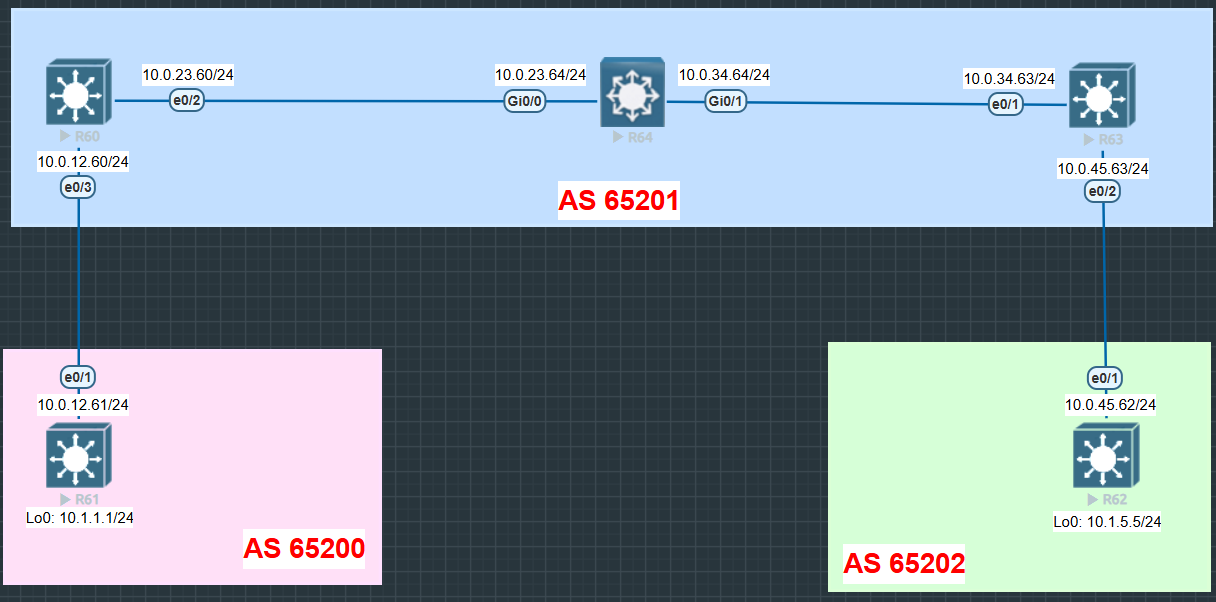 10.0.23.60/24
10.0.23.64/24
10.0.34.64/24
10.0.34.63/24
e0/2
Gi0/0
Gi0/1
e0/1
R60
R64
R63
10.0.12.60/24
10.0.45.63/24
e0/3
e0/2
AS 65201
e0/1
e0/1
10.0.12.61/24
10.0.45.62/24
R61
R62
Lo0: 10.1.1.1/24
Lo0: 10.1.5.5/24
AS 65200
AS 65202